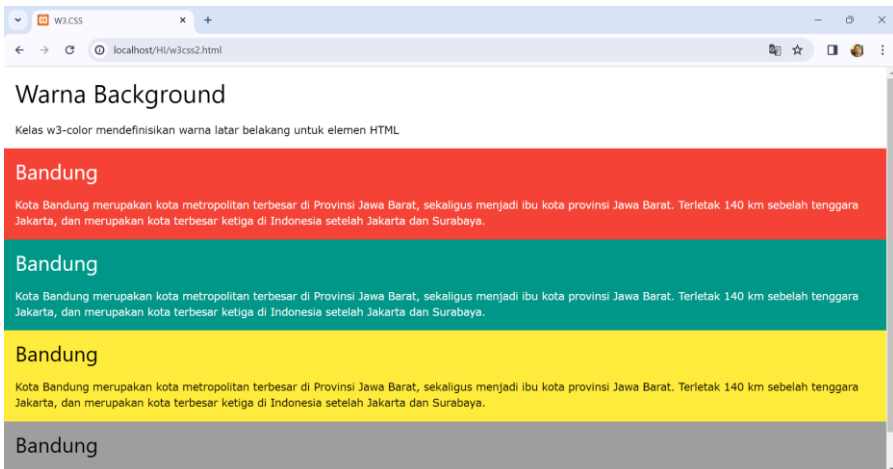 W3.CSS
localhost/HI/w3css2.html
Warna Background
Kelas w3-color mendefinisikan warna latar belakang untuk elemen HTML
Bandung
Kota Bandung merupakan kota metropolitan terbesar di Provinsi Jawa Barat, sekaligus menjadi ibu kota provinsi Jawa Barat. Terletak 140 km sebelah tenggara
Jakarta, dan merupakan kota terbesar ketiga di Indonesia setelah Jakarta dan Surabaya.
Bandung
Kota Bandung merupakan kota metropolitan terbesar di Provinsi Jawa Barat, sekaligus menjadi ibu kota provinsi Jawa Barat. Terletak 140 km sebelah tenggara
Jakarta, dan merupakan kota terbesar ketiga di Indonesia setelah Jakarta dan Surabaya.
Bandung
Kota Bandung merupakan kota metropolitan terbesar di Provinsi Jawa Barat, sekaligus menjadi ibu kota provinsi Jawa Barat. Terletak 140 km sebelah tenggara
Jakarta, dan merupakan kota terbesar ketiga di Indonesia setelah Jakarta dan Surabaya.
Bandung